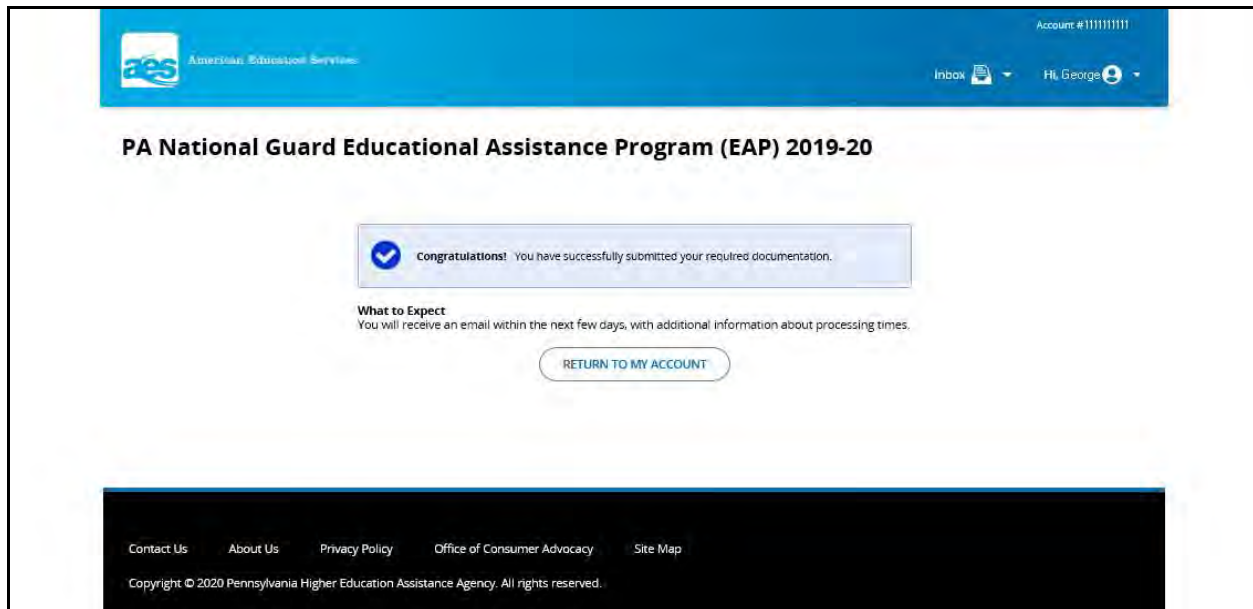 Account #1111111111
aes American Education Services
Inbox Hi, George
PA National Guard Educational Assistance Program (EAP) 2019-20
Congratulations! You have successfully submitted your required documentation.
What to Expect
You will receive an email within the next few days, with additional information about processing times.
RETURN TO MY ACCOUNT
Contact Us About Us Privacy Policy Office of Consumer Advocacy Site Map
Copyright © 2020 Pennsylvania Higher Education Assistance Agency. All rights reserved.